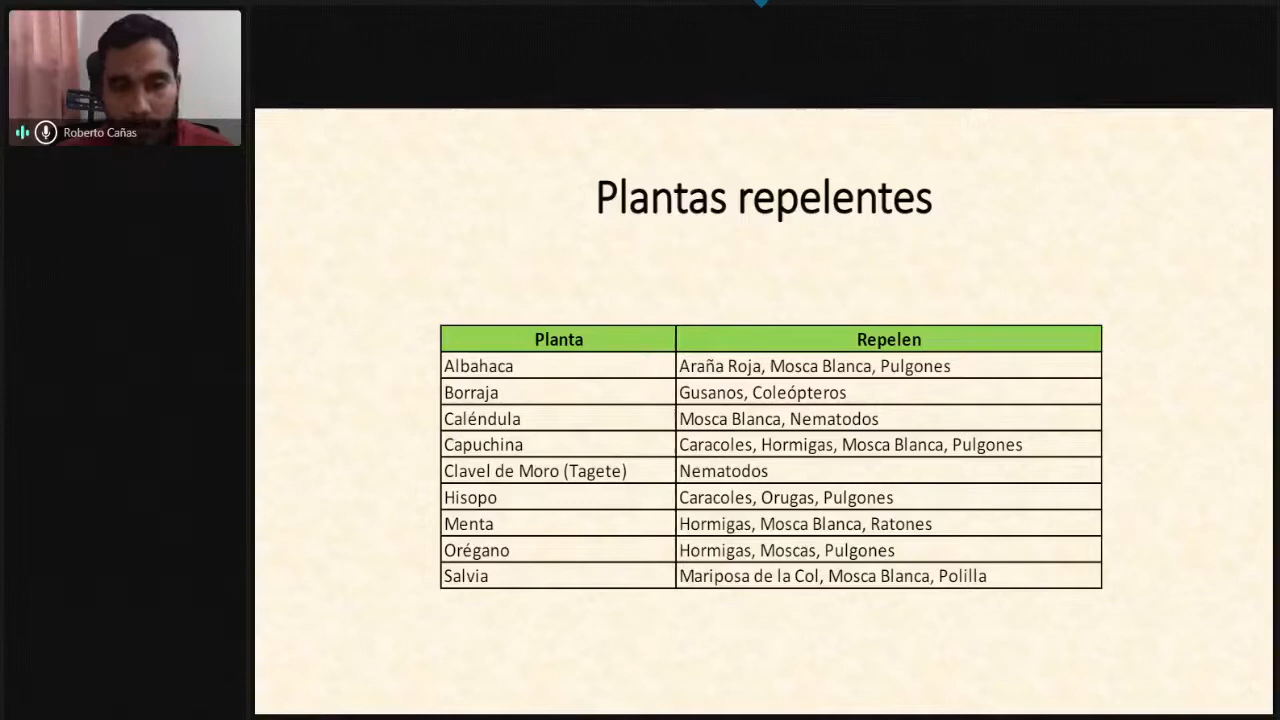 Roberto Cañas
Plantas repelentes
Planta Repelen
Albahaca Araña Roja, Mosca Blanca, Pulgones
Borraja Gusanos, Coleópteros
Caléndula Mosca Blanca, Nematodos
Capuchina Caracoles, Hormigas, Mosca Blanca, Pulgones
Clavel de Moro (Tagete) Nematodos
Hisopo Caracoles, Orugas, Pulgones
Menta Hormigas, Mosca Blanca, Ratones
Orégano Hormigas, Moscas, Pulgones
Salvia Mariposa de la Col, Mosca Blanca, Polilla